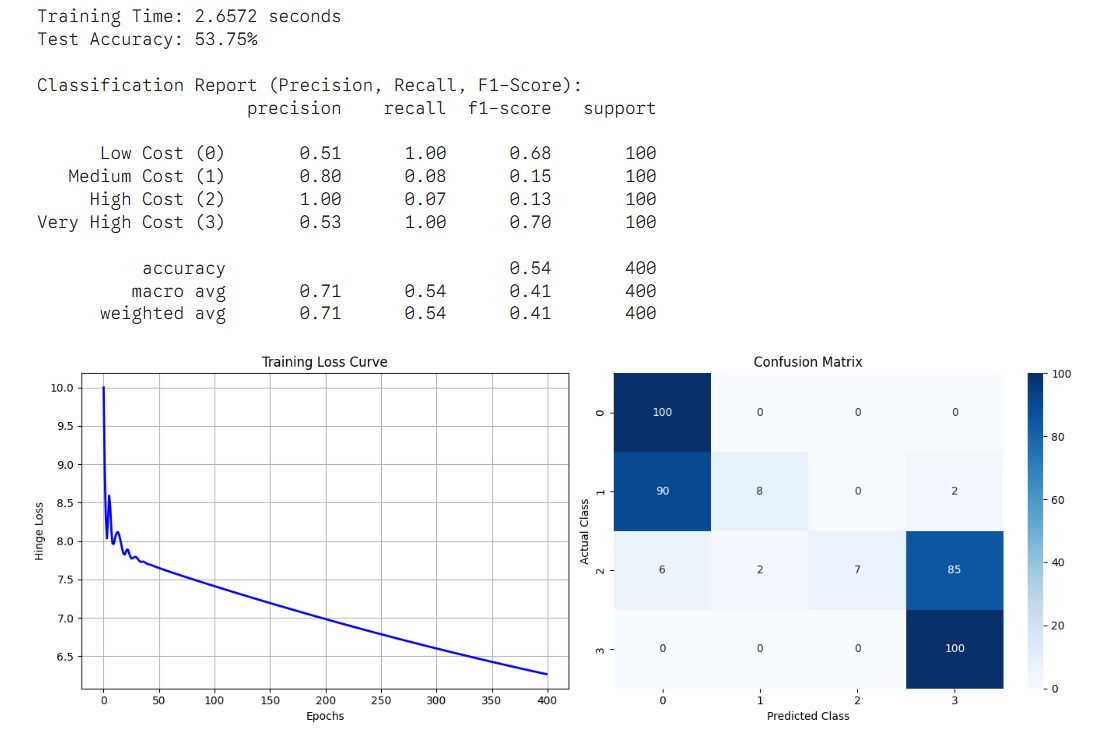 Training Time: 2.6572 seconds
Test Accuracy: 53.75%
Classification Report (Precision, Recall, F1-Score):
precision recall f1-score support
Low Cost (0) 0.51 1.00 0.68 100
Medium Cost (1) 0.80 0.08 0.15 100
High Cost (2) 1.00 0.07 0.13 100
Very High Cost (3) 0.53 1.00 0.70 100
accuracy 0.54 400
macro avg 0.71 0.54 0.41 400
weighted avg 0.71 0.54 0.41 400
Training Loss Curve
10.0
9.5
9.0
8.5
8.0
7.5
7.0
6.5
Hinge Loss
0 50 100 150 200 250 300 350 400
Epochs
Confusion Matrix
Actual Class
0 100 0 0 0
1 90 8 0 2
2 6 2 7 85
3 0 0 0 100
0 1 2 3
Predicted Class
100
80
60
40
20
0